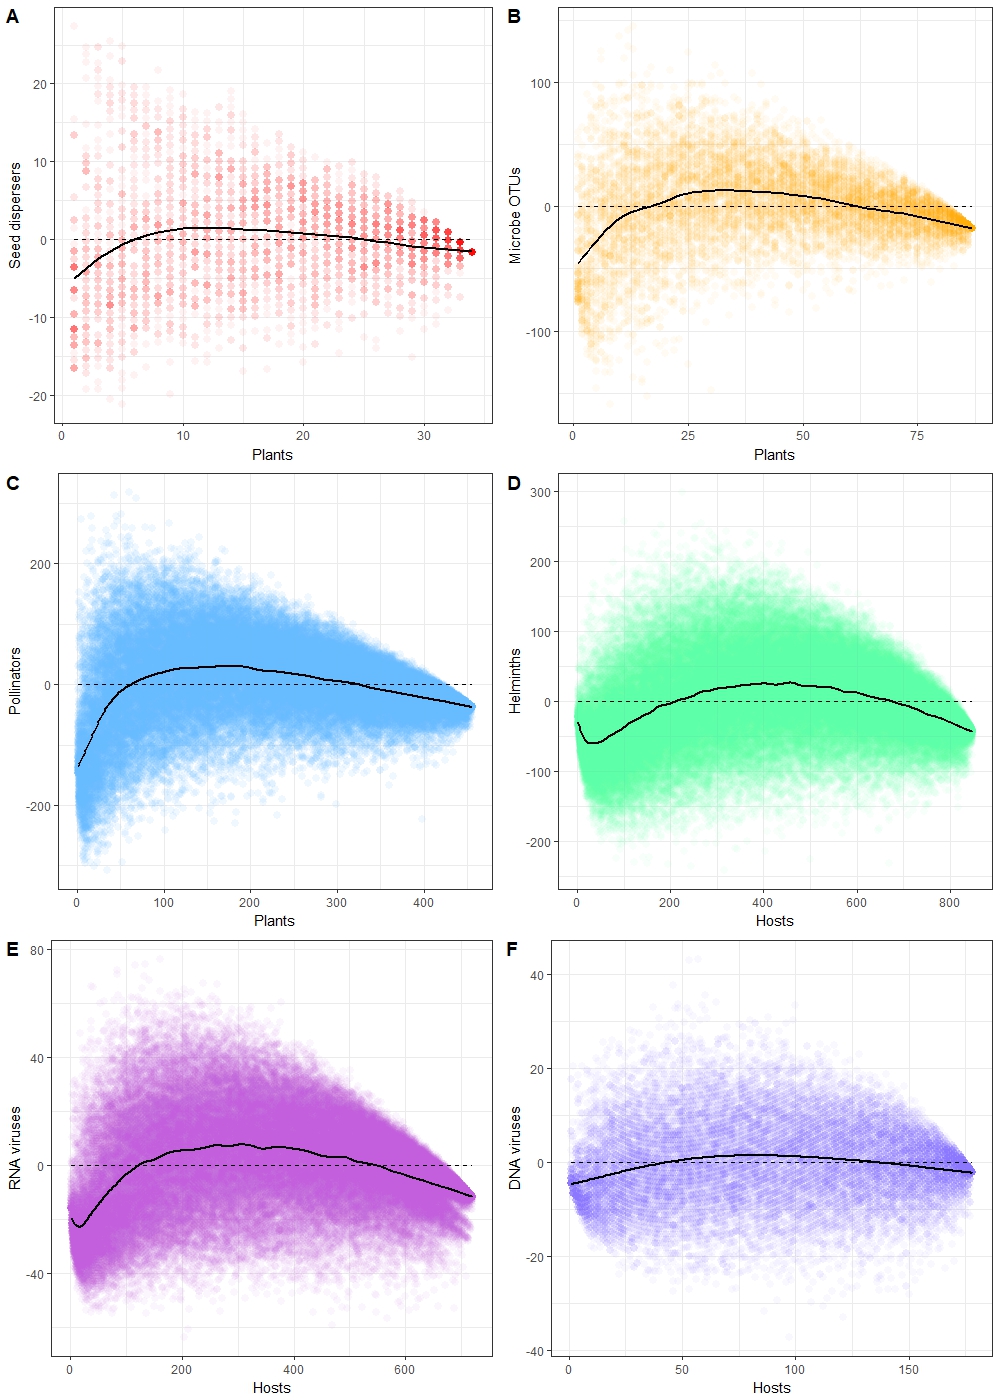 A
Seed dispersers
20
10
0
-10
-20
0 10 20 30
Plants
B
Microbe OTUs
100
0
-100
0 25 50 75
Plants
C
Pollinators
200
0
-200
0 100 200 300 400
Plants
D
Helminths
300
200
100
0
-100
-200
0 200 400 600 800
Hosts
E
RNA viruses
80
40
0
-40
0 200 400 600
Hosts
F
DNA viruses
40
20
0
-20
-40
0 50 100 150
Hosts